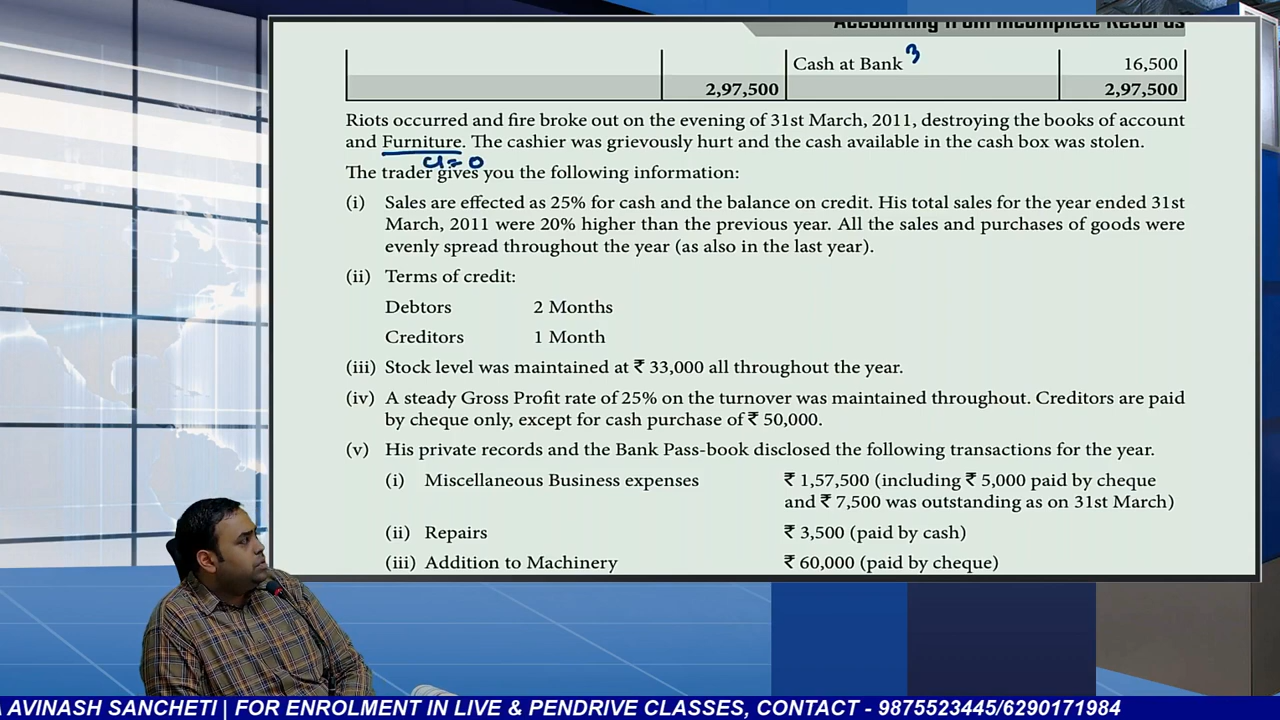 Accounting from Incomplete Records
Cash at Bank 3 16,500
2,97,500 2,97,500
Riots occurred and fire broke out on the evening of 31st March, 2011, destroying the books of account
and Furniture. The cashier was grievously hurt and the cash available in the cash box was stolen.
Cl = 0
The trader gives you the following information:
(i) Sales are effected as 25% for cash and the balance on credit. His total sales for the year ended 31st
March, 2011 were 20% higher than the previous year. All the sales and purchases of goods were
evenly spread throughout the year (as also in the last year).
(ii) Terms of credit:
Debtors 2 Months
Creditors 1 Month
(iii) Stock level was maintained at ₹ 33,000 all throughout the year.
(iv) A steady Gross Profit rate of 25% on the turnover was maintained throughout. Creditors are paid
by cheque only, except for cash purchase of ₹ 50,000.
(v) His private records and the Bank Pass-book disclosed the following transactions for the year.
(i) Miscellaneous Business expenses ₹ 1,57,500 (including ₹ 5,000 paid by cheque
and ₹ 7,500 was outstanding as on 31st March)
(ii) Repairs ₹ 3,500 (paid by cash)
(iii) Addition to Machinery ₹ 60,000 (paid by cheque)
AVINASH SANCHETI | FOR ENROLMENT IN LIVE & PENDRIVE CLASSES, CONTACT - 9875523445/6290171984